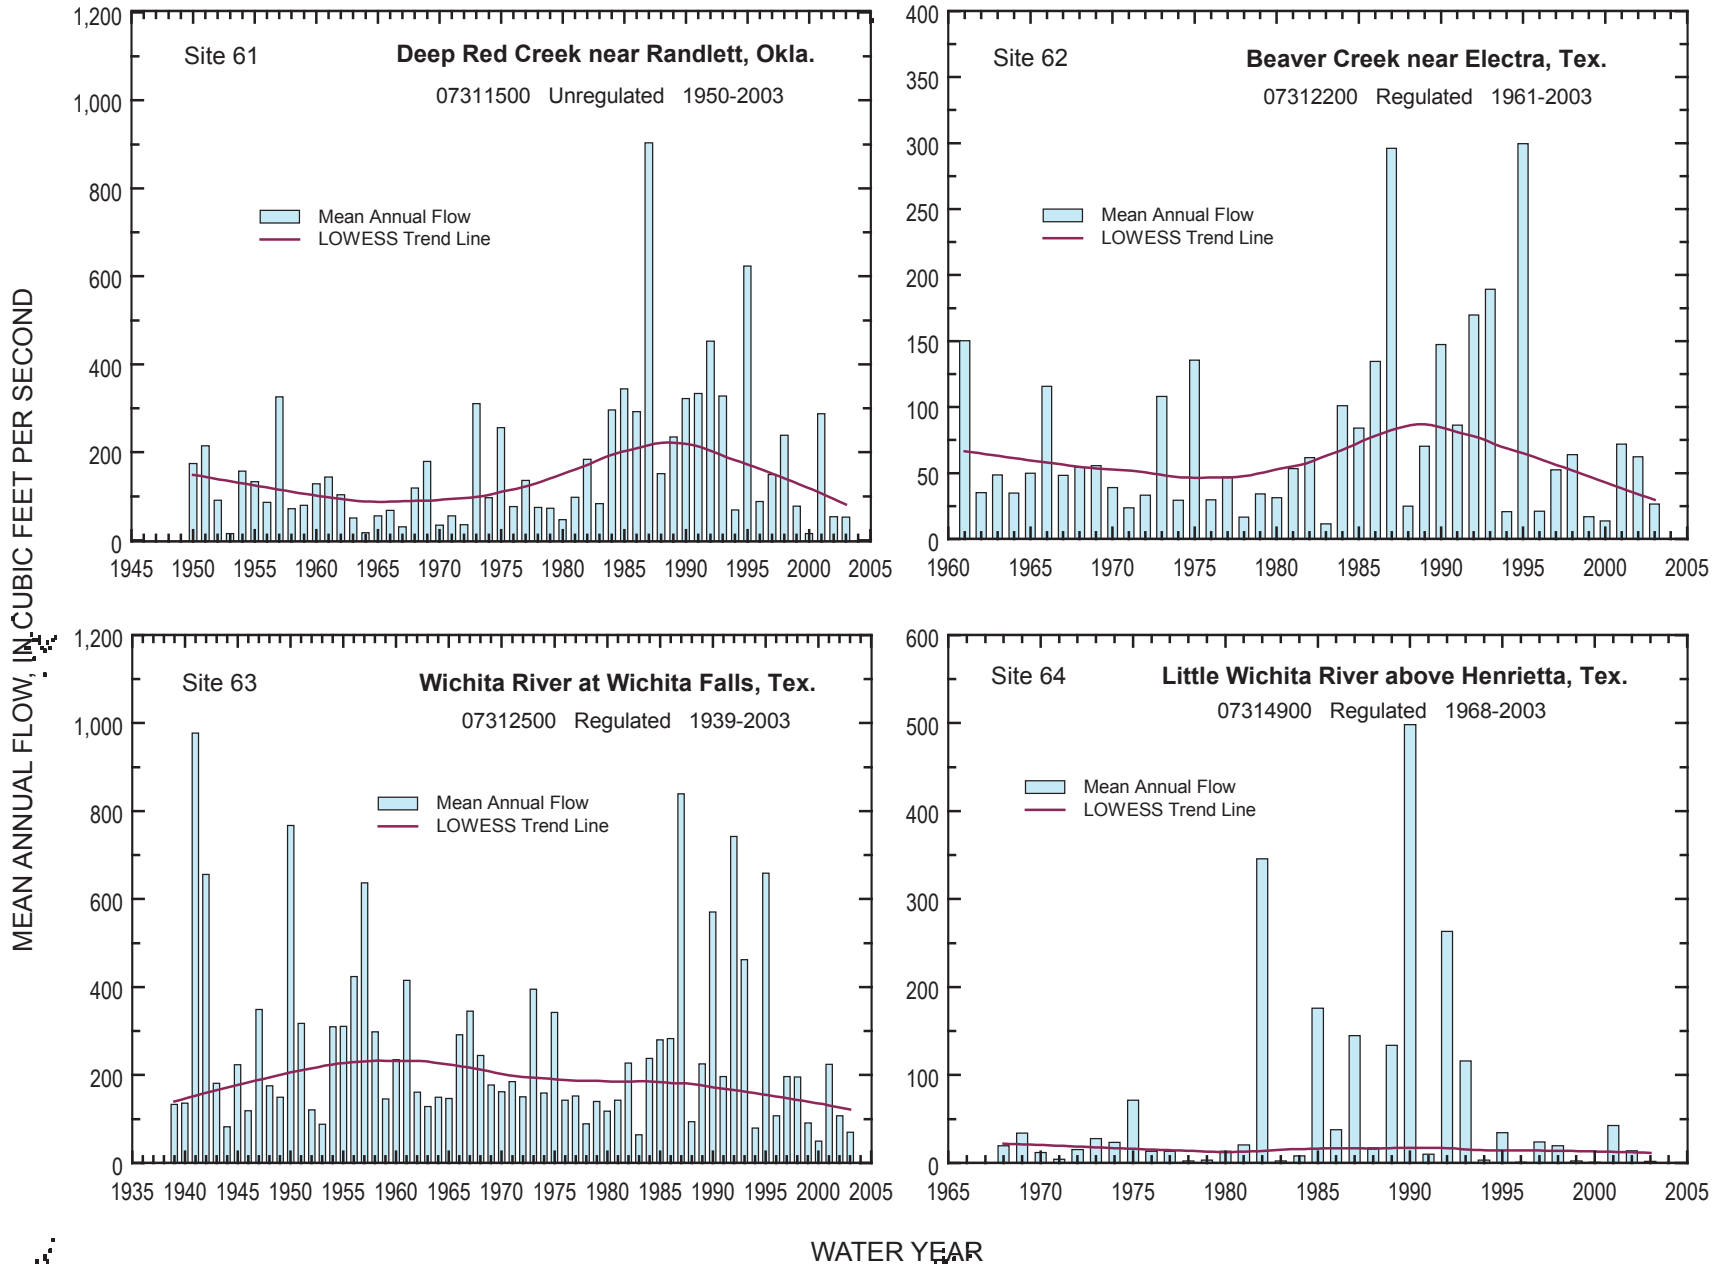 MEAN ANNUAL FLOW, IN CUBIC FEET PER SECOND
Site 61
Deep Red Creek near Randlett, Okla.
07311500 Unregulated 1950-2003
Mean Annual Flow
LOWESS Trend Line
1,200
1,000
800
600
400
200
0
1945 1950 1955 1960 1965 1970 1975 1980 1985 1990 1995 2000 2005
Site 62
Beaver Creek near Electra, Tex.
07312200 Regulated 1961-2003
Mean Annual Flow
LOWESS Trend Line
400
350
300
250
200
150
100
50
0
1960 1965 1970 1975 1980 1985 1990 1995 2000 2005
Site 63
Wichita River at Wichita Falls, Tex.
07312500 Regulated 1939-2003
Mean Annual Flow
LOWESS Trend Line
1,200
1,000
800
600
400
200
0
1935 1940 1945 1950 1955 1960 1965 1970 1975 1980 1985 1990 1995 2000 2005
Site 64
Little Wichita River above Henrietta, Tex.
07314900 Regulated 1968-2003
Mean Annual Flow
LOWESS Trend Line
600
500
400
300
200
100
0
1965 1970 1975 1980 1985 1990 1995 2000 2005
WATER YEAR